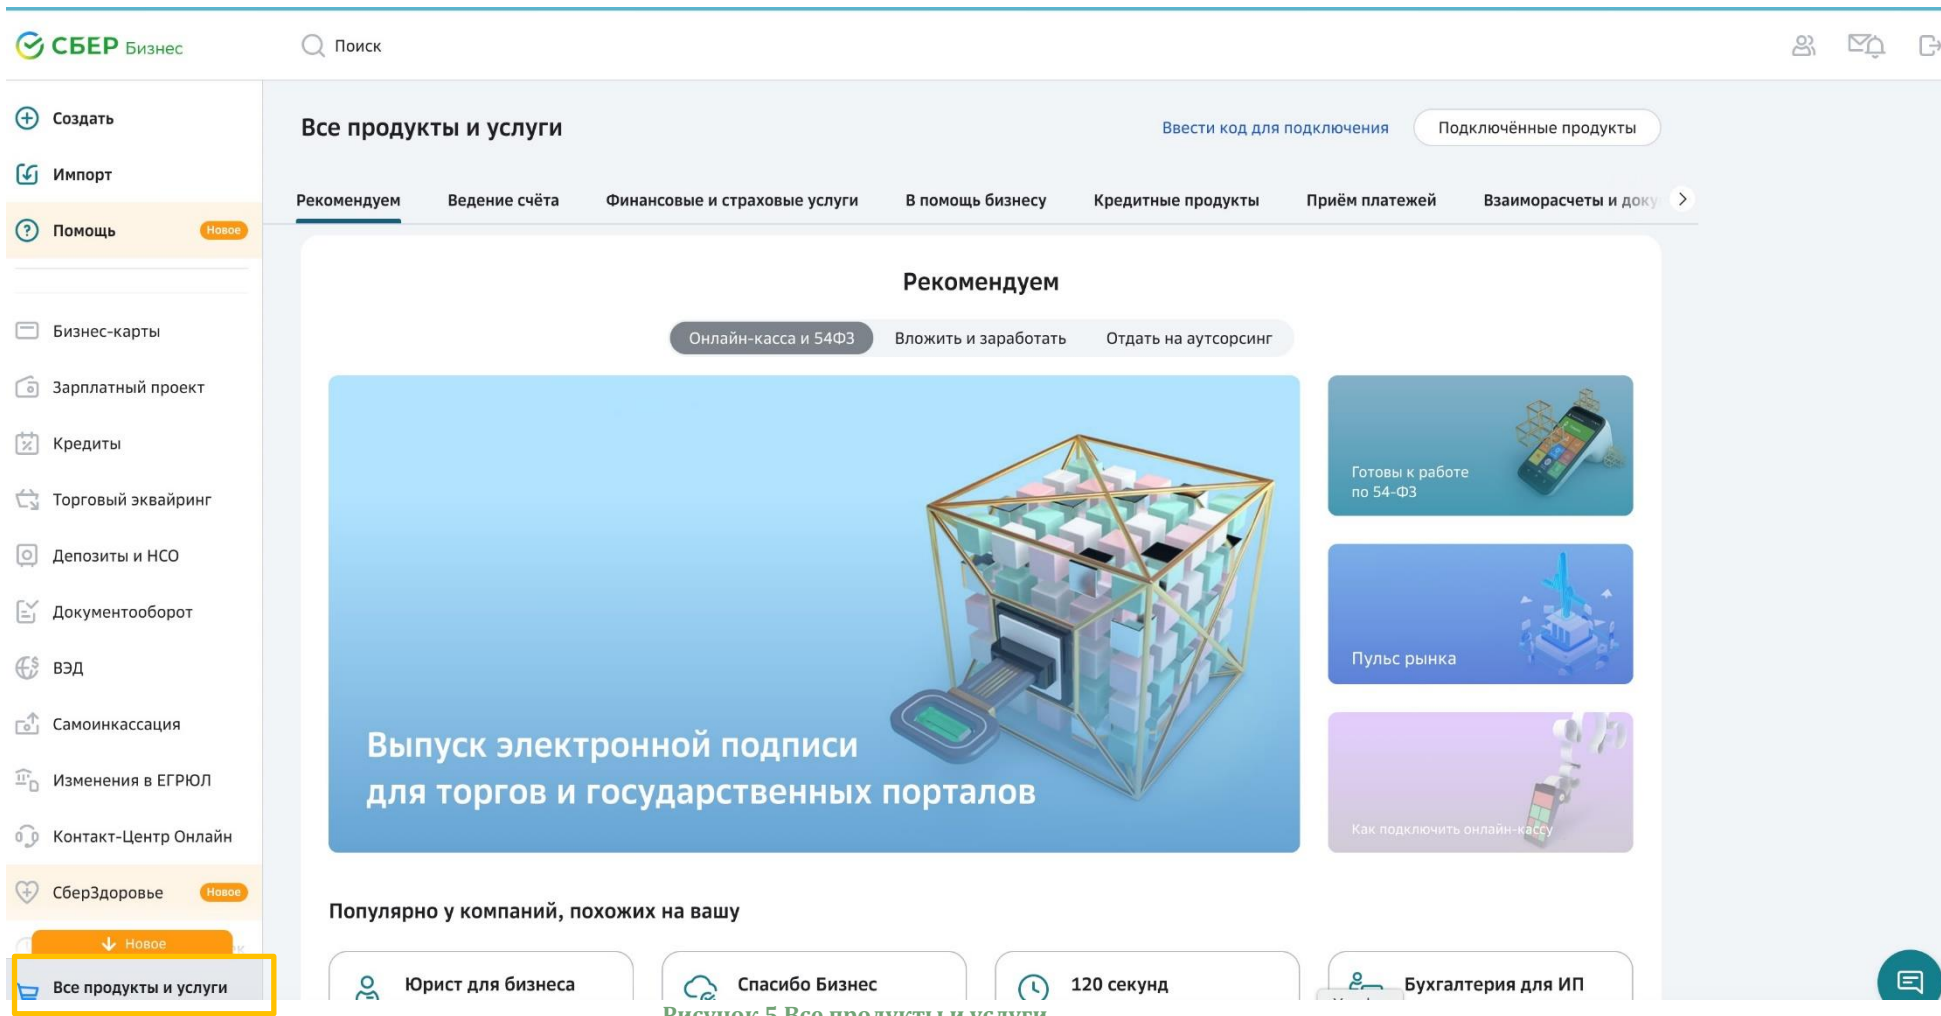 СБЕР Бизнес
Поиск
Создать
Импорт
Помощь
Новое
Бизнес-карты
Зарплатный проект
Кредиты
Торговый эквайринг
Депозиты и НСО
Документооборот
ВЭД
Самоинкассация
Изменения в ЕГРЮЛ
Контакт-Центр Онлайн
СберЗдоровье
Новое
Новое
Все продукты и услуги
Все продукты и услуги
Ввести код для подключения
Подключённые продукты
Рекомендуем
Ведение счёта
Финансовые и страховые услуги
В помощь бизнесу
Кредитные продукты
Приём платежей
Взаиморасчеты и доку
Рекомендуем
Онлайн-касса и 54ФЗ
Вложить и заработать
Отдать на аутсорсинг
Выпуск электронной подписи
для торгов и государственных порталов
Готовы к работе
по 54-ФЗ
Пульс рынка
Как подключить онлайн-кассу
Популярно у компаний, похожих на вашу
Юрист для бизнеса
Спасибо Бизнес
120 секунд
Бухгалтерия для ИП
Рисунок 5 Все продукты и услуги